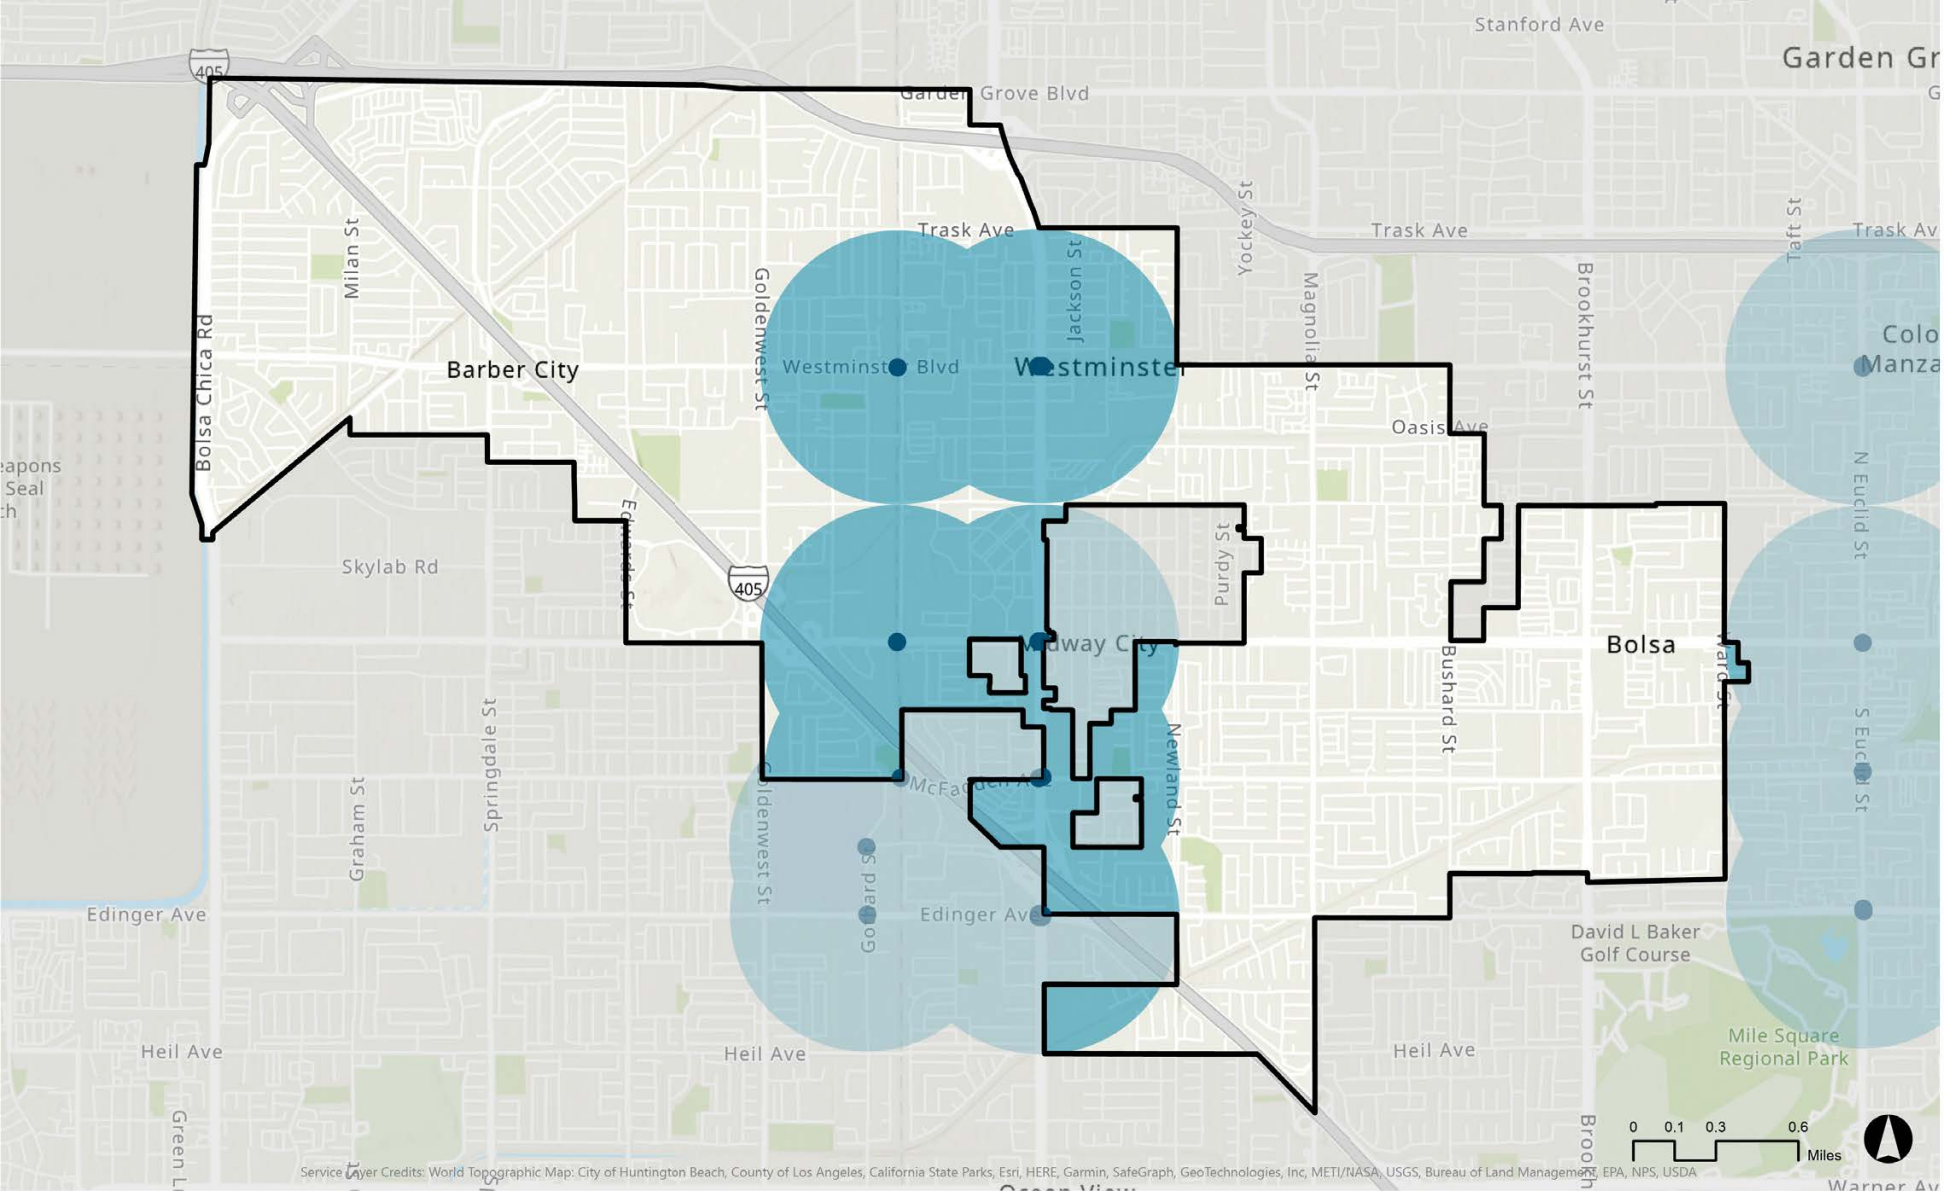 Stanford Ave
Garden Gr
405
Garden Grove Blvd
G
Trask Ave
Trask Ave
Trask Av
Yockey St
Taft St
Milan St
Goldenwest St
Jackson St
Magnolia St
Brookhurst St
Bolsa Chica Rd
Colo
Manza
Westminster Blvd
Westminster
Barber City
Oasis Ave
eapons
Seal
ch
N Euclid St
Edwards St
Purdy St
Skylab Rd
405
Midway City
Bolsa
Ward St
Bushard St
Springdale St
Newland St
S Euclid St
McFadden Ave
Graham St
Goldenwest St
Gothard St
Edinger Ave
Edinger Ave
David L Baker
Golf Course
Heil Ave
Heil Ave
Heil Ave
Mile Square
Regional Park
Green L
Brookh
0 0.1 0.3 0.6
Miles
Service Layer Credits: World Topographic Map: City of Huntington Beach, County of Los Angeles, California State Parks, Esri, HERE, Garmin, SafeGraph, GeoTechnologies, Inc, METI/NASA, USGS, Bureau of Land Management, EPA, NPS, USDA
Ocean View
Warner Av